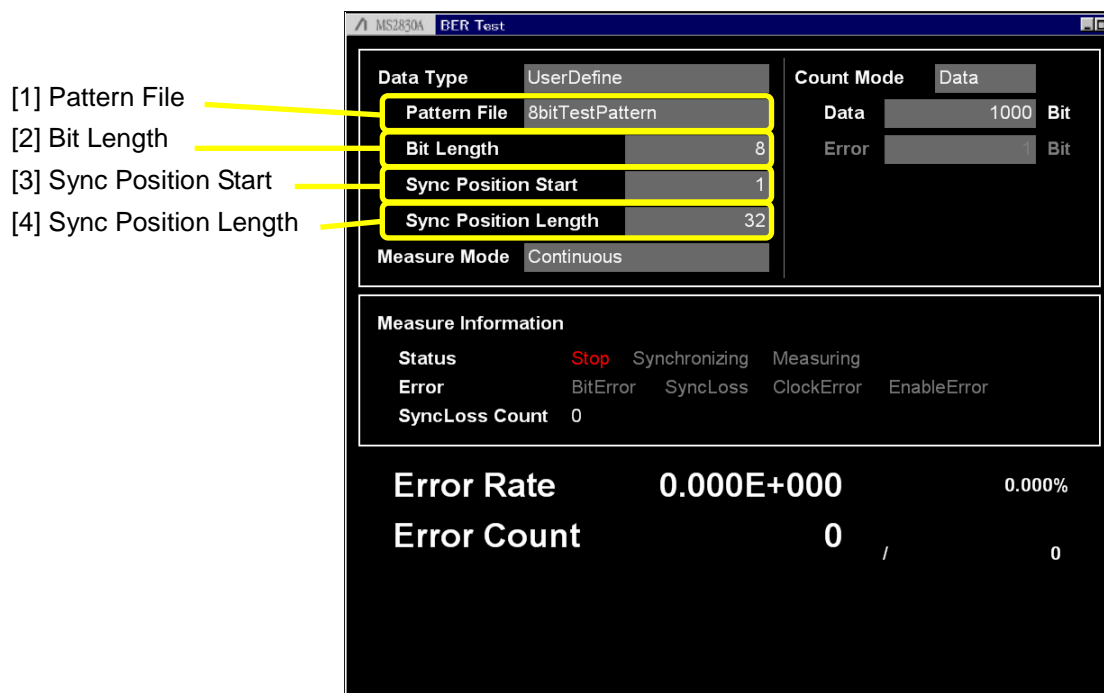 MS2830A BER Test
[1] Pattern File
[2] Bit Length
[3] Sync Position Start
[4] Sync Position Length
Data Type UserDefine
Pattern File 8bitTestPattern
Bit Length 8
Sync Position Start 1
Sync Position Length 32
Measure Mode Continuous
Count Mode Data
Data 1000 Bit
Error 1 Bit
Measure Information
Status Stop Synchronizing Measuring
Error BitError SyncLoss ClockError EnableError
SyncLoss Count 0
Error Rate 0.000E+000 0.000%
Error Count 0 / 0